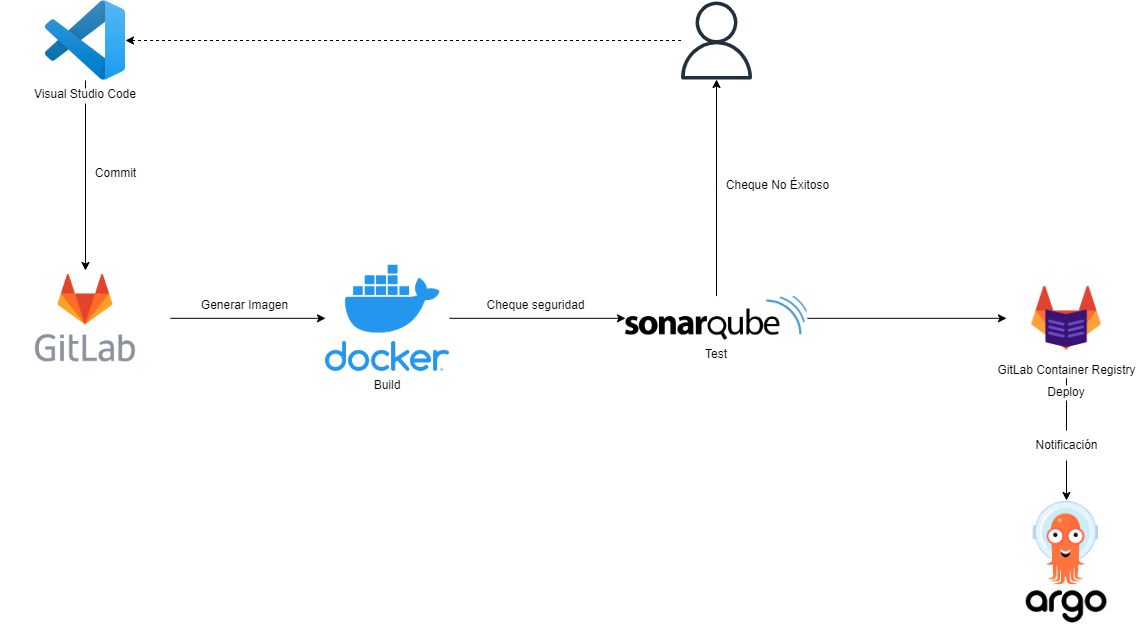 Visual Studio Code
Commit
Cheque No Éxitoso
GitLab
Generar Imagen
docker
Build
Cheque seguridad
sonarqube
Test
GitLab Container Registry
Deploy
Notificación
argo